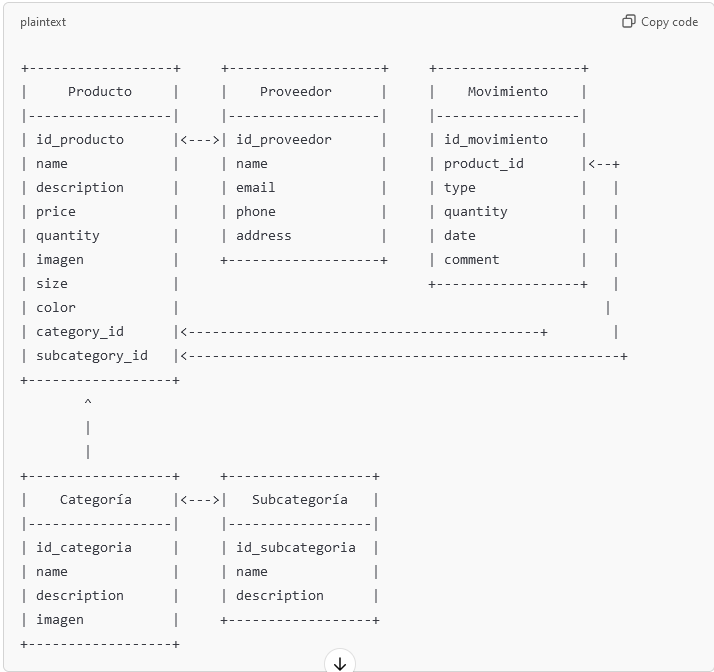 plaintext Copy code
+------------------+     +-------------------+     +------------------+
|     Producto     |     |    Proveedor      |     |    Movimiento    |
|------------------|     |-------------------|     |------------------|
| id_producto      |<--->| id_proveedor      |     | id_movimiento    |
| name             |     | name              |     | product_id       |<--+
| description      |     | email             |     | type             |   |
| price            |     | phone             |     | quantity         |   |
| quantity         |     | address           |     | date             |   |
| imagen           |     +-------------------+     | comment          |   |
| size             |                               +------------------+   |
| color            |                                                     |
| category_id      |<--------------------------------------------+        |
| subcategory_id   |<------------------------------------------------------+
+------------------+
        ^
        |
        |
+------------------+     +------------------+
|    Categoría     |<--->|   Subcategoría   |
|------------------|     |------------------|
| id_categoria     |     | id_subcategoria  |
| name             |     | name             |
| description      |     | description      |
| imagen           |     +------------------+
+------------------+